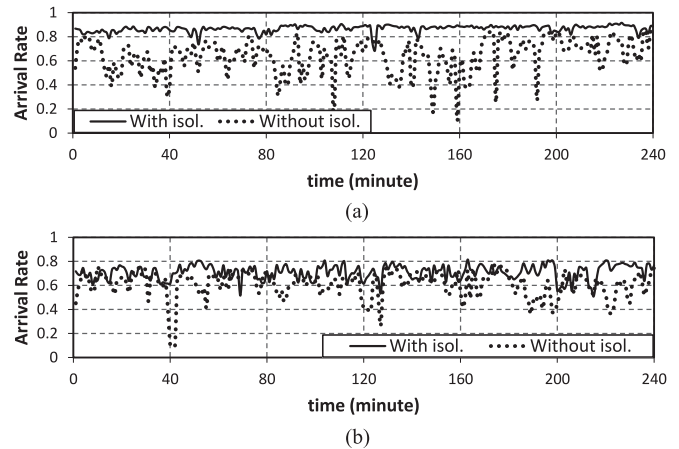 1
0.8
0.6
0.4
0.2
0
Arrival Rate
With isol. Without isol.
0 40 80 120 160 200 240
time (minute)
(a)
1
0.8
0.6
0.4
0.2
0
Arrival Rate
With isol. Without isol.
0 40 80 120 160 200 240
time (minute)
(b)